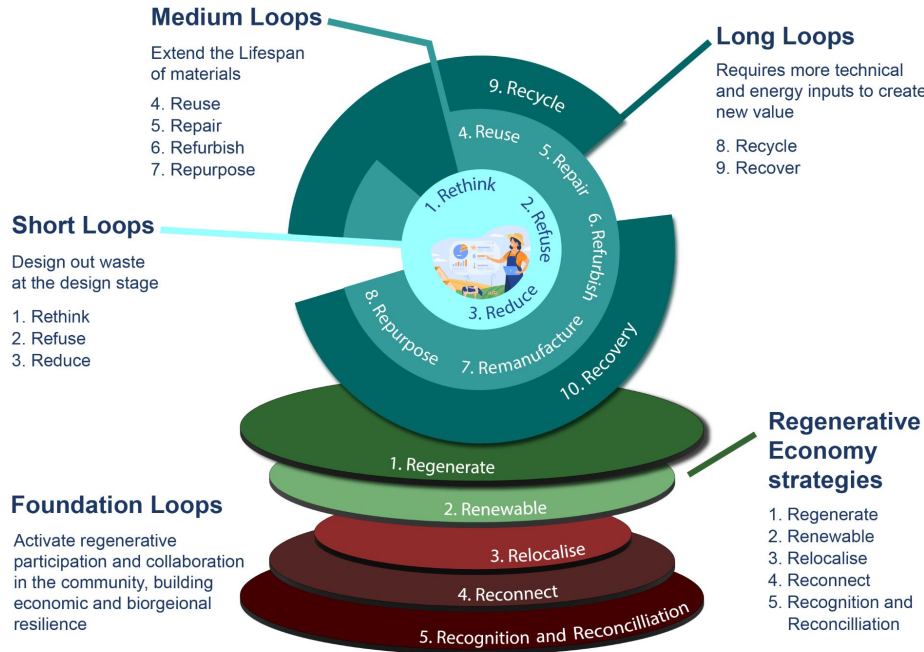 Medium Loops
Extend the Lifespan
of materials
4. Reuse
5. Repair
6. Refurbish
7. Repurpose
Long Loops
Requires more technical
and energy inputs to create
new value
8. Recycle
9. Recover
Short Loops
Design out waste
at the design stage
1. Rethink
2. Refuse
3. Reduce
1. Rethink
2. Refuse
3. Reduce
4. Reuse
5. Repair
6. Refurbish
7. Remanufacture
8. Repurpose
9. Recycle
10. Recovery
1. Regenerate
2. Renewable
3. Relocalise
4. Reconnect
5. Recognition and Reconcilliation
Foundation Loops
Activate regenerative
participation and collaboration
in the community, building
economic and biorgeional
resilience
Regenerative
Economy
strategies
1. Regenerate
2. Renewable
3. Relocalise
4. Reconnect
5. Recognition and
Reconcilliation